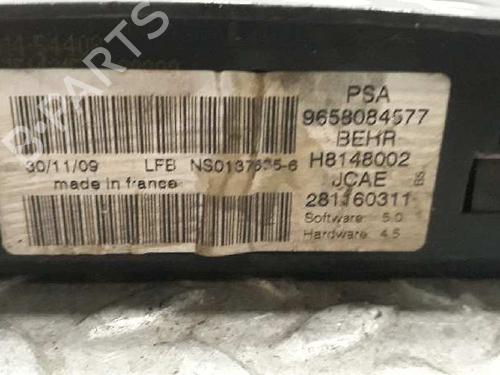 PSA
9658084577
BEHR
H8148002
JCAE
281160311
BS.
Software : 5.0
Hardware : 4.5
30/11/09 LFB NS0137635-6
made in france
B-PARTS